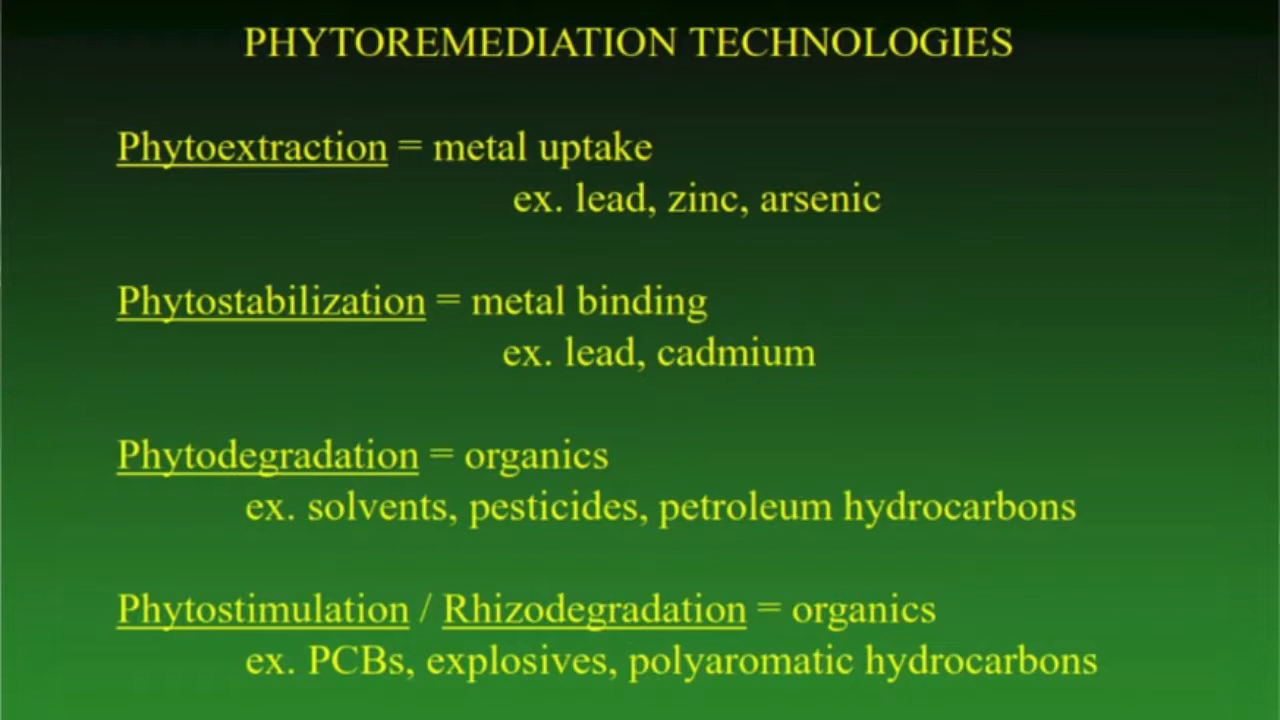 PHYTOREMEDIATION TECHNOLOGIES
Phytoextraction = metal uptake
ex. lead, zinc, arsenic
Phytostabilization = metal binding
ex. lead, cadmium
Phytodegradation = organics
ex. solvents, pesticides, petroleum hydrocarbons
Phytostimulation / Rhizodegradation = organics
ex. PCBs, explosives, polyaromatic hydrocarbons